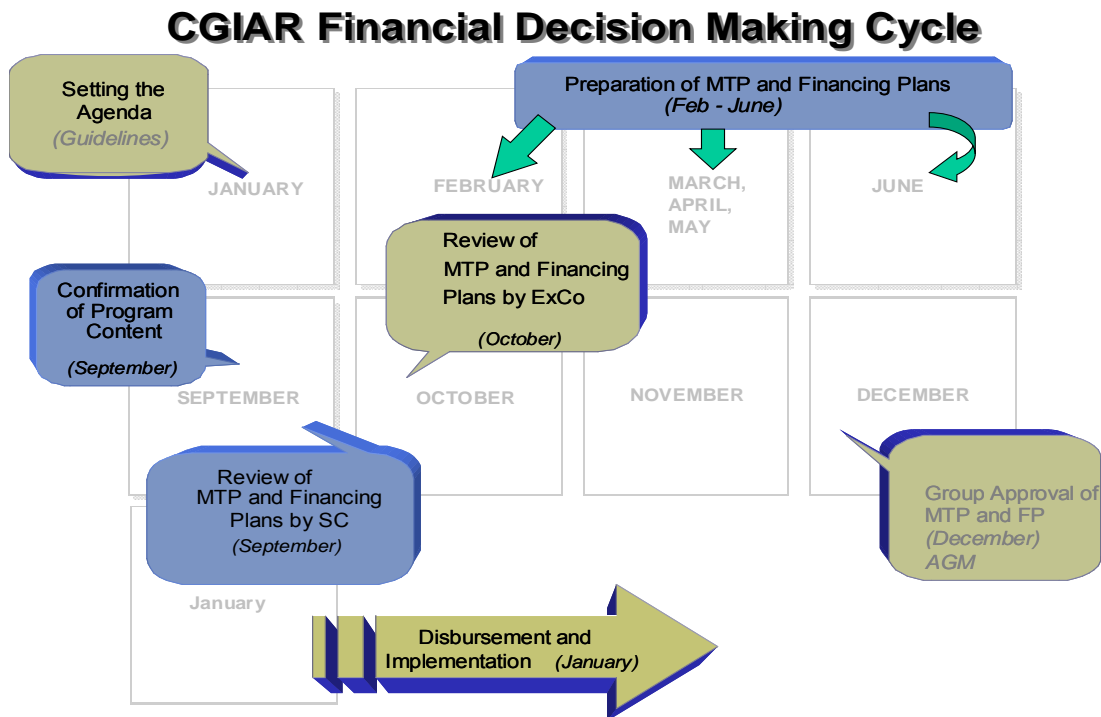 CGIAR Financial Decision Making Cycle
Setting the
Agenda
(Guidelines)
Preparation of MTP and Financing Plans
(Feb - June)
JANUARY
FEBRUARY
MARCH,
APRIL,
MAY
JUNE
Review of
MTP and Financing
Plans by ExCo
(October)
Confirmation
of Program
Content
(September)
SEPTEMBER
OCTOBER
NOVEMBER
DECEMBER
Review of
MTP and Financing
Plans by SC
(September)
Group Approval of
MTP and FP
(December)
AGM
January
Disbursement and
Implementation (January)